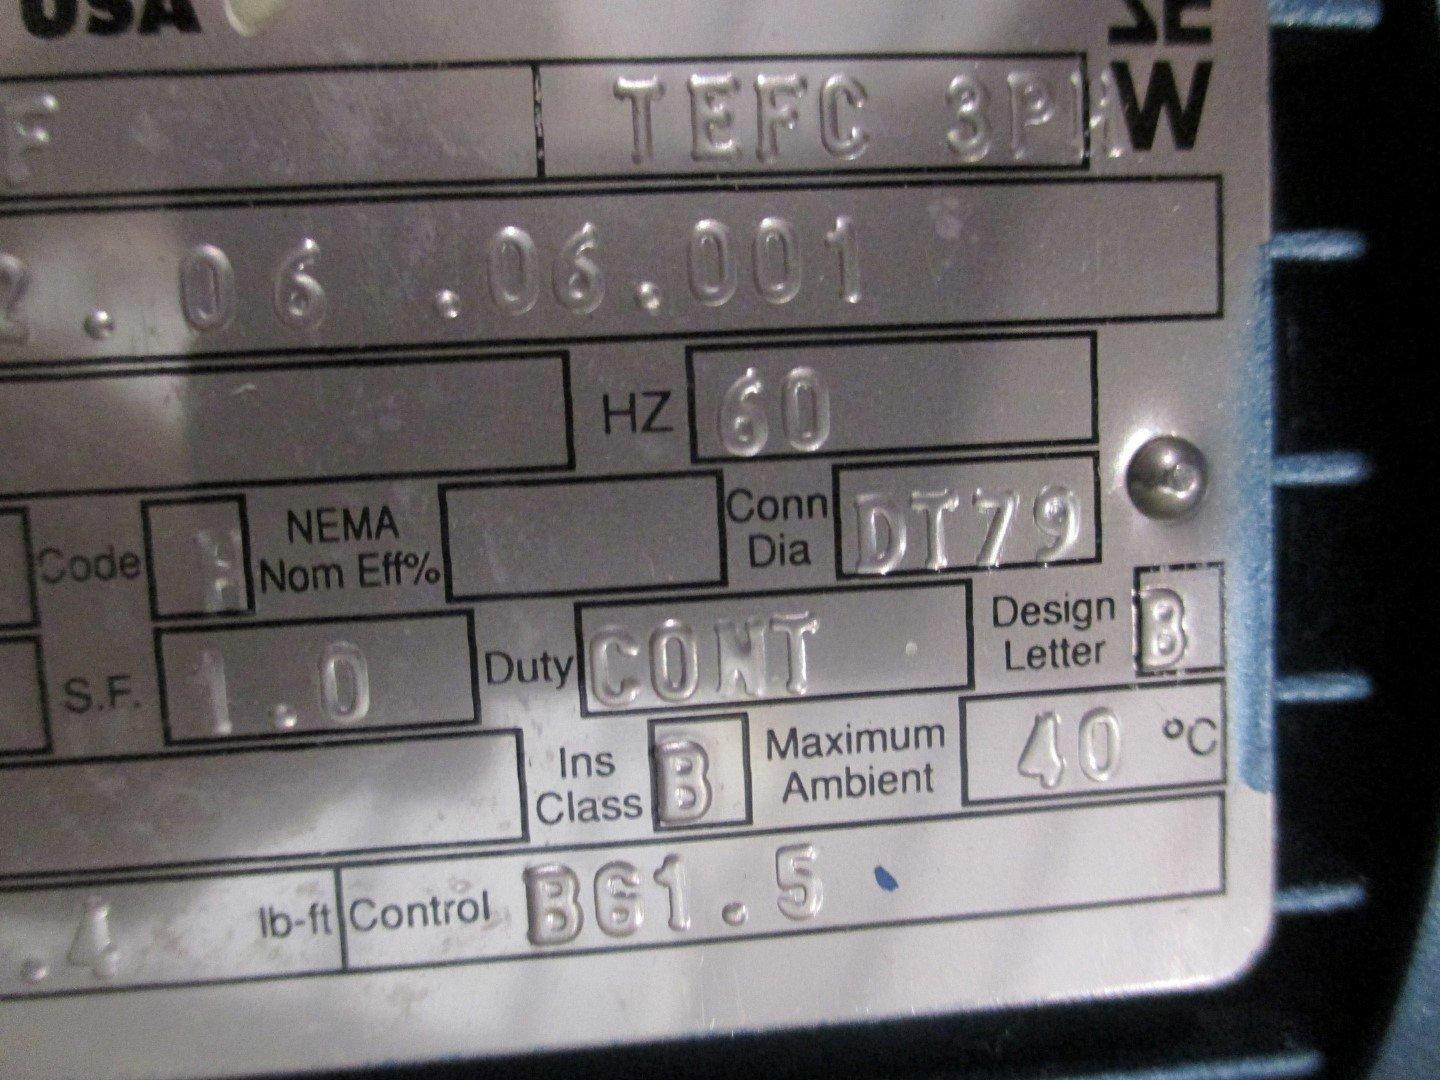 USA
SEW
F TEFC 3PH
2.06 .06.001
HZ 60
Code H NEMA Nom Eff% Conn Dia DT79
S.F. 1.0 Duty CONT Design Letter B
Ins Class B Maximum Ambient 40 °C
.4 lb-ft Control BG1.5